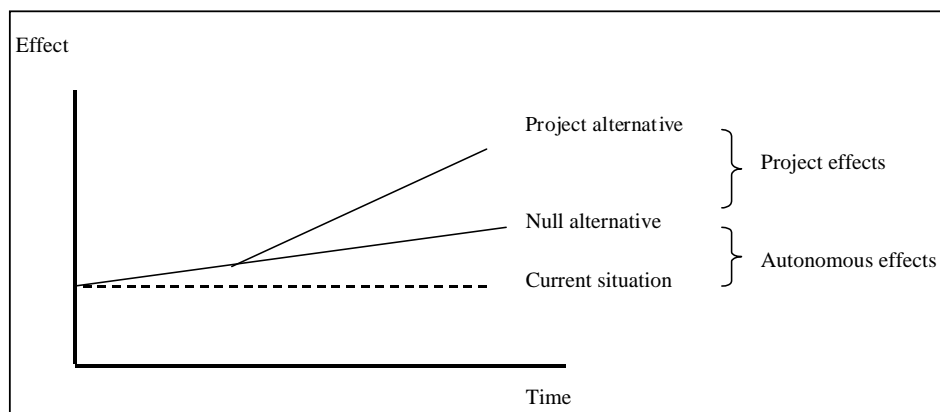 Effect
Project alternative
Project effects
Null alternative
Autonomous effects
Current situation
Time